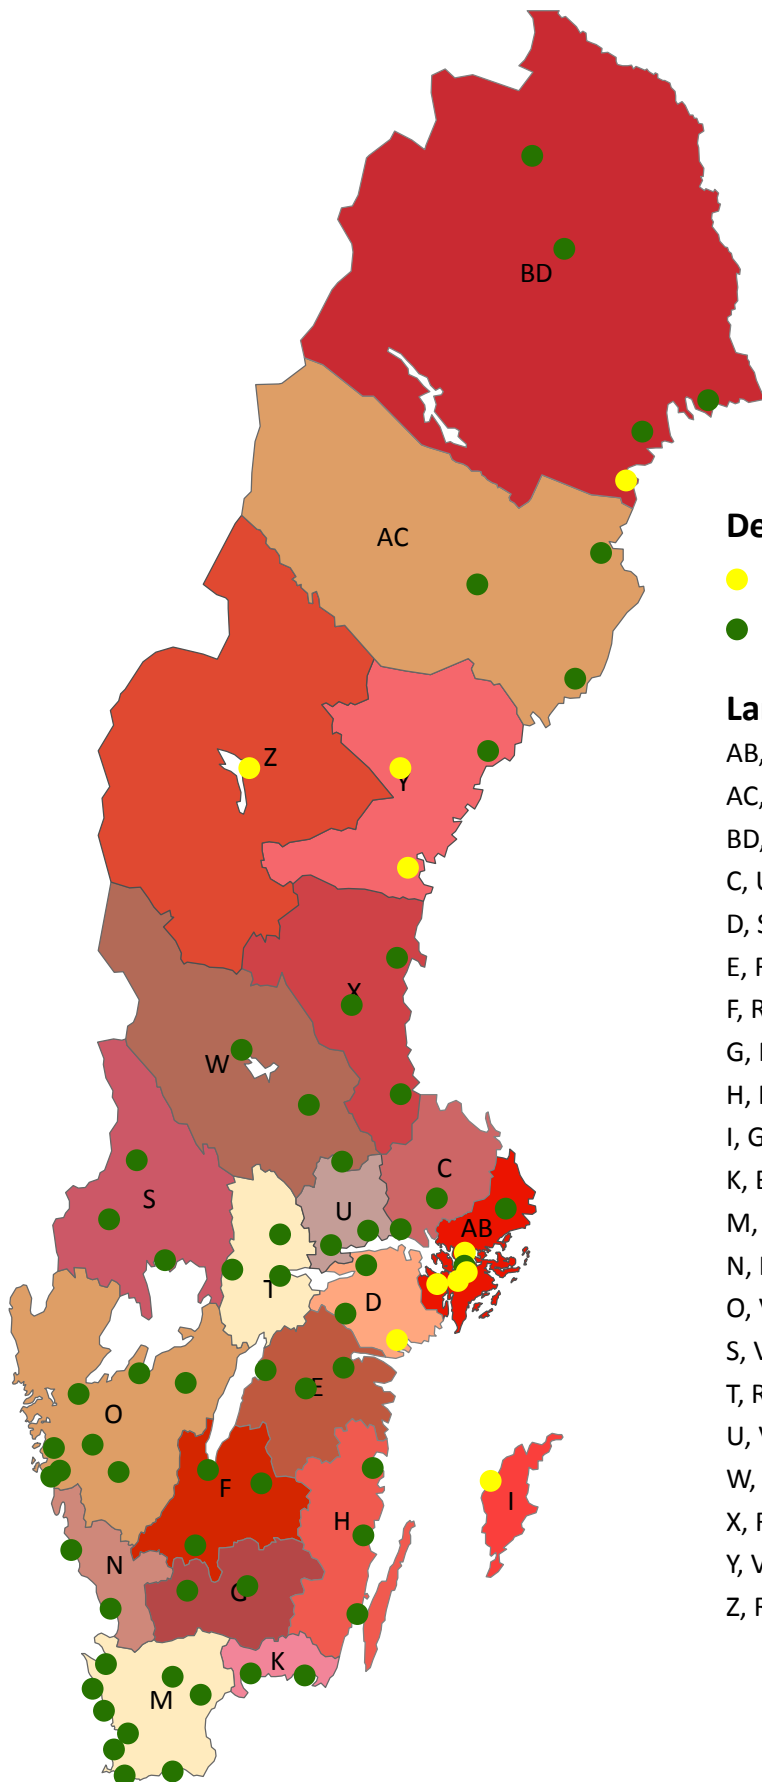 BD
AC
De
La
Z
Y
AB,
AC,
BD,
C, U
D, S
E, R
F, R
X
G, 
W
H, 
C
I, G
S
U
AB
K, B
M,
T
D
N, 
O, V
E
O
S, V
T, R
F
I
U, V
H
W,
N
G
X, R
Y, V
Z, R
K
M